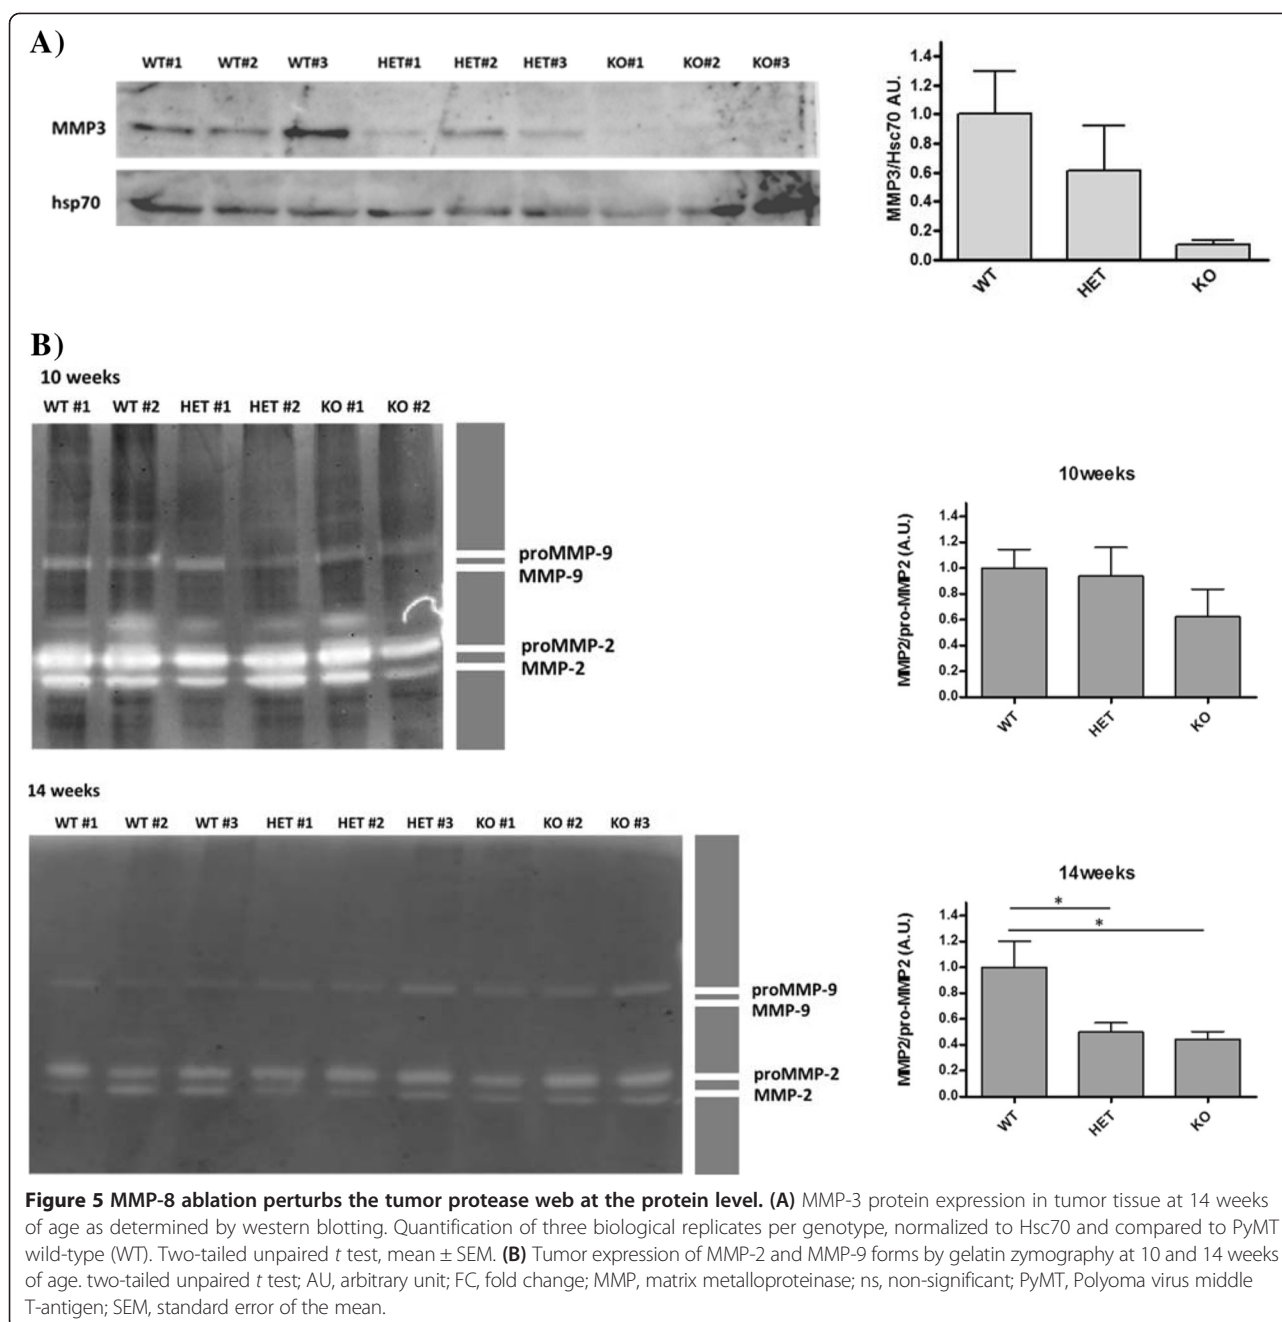 A)
WT#1 WT#2 WT#3 HET#1 HET#2 HET#3 KO#1 KO#2 KO#3
MMP3
hsp70
MMP3/Hsc70 AU.
1.4
1.2
1.0
0.8
0.6
0.4
0.2
0.0
WT HET KO
B)
10 weeks
WT #1 WT #2 HET #1 HET #2 KO #1 KO #2
proMMP-9
MMP-9
proMMP-2
MMP-2
10weeks
MMP2/pro-MMP2 (A.U.)
1.4
1.2
1.0
0.8
0.6
0.4
0.2
0.0
WT HET KO
14 weeks
WT #1 WT #2 WT #3 HET #1 HET #2 HET #3 KO #1 KO #2 KO #3
proMMP-9
MMP-9
proMMP-2
MMP-2
14weeks
MMP2/pro-MMP2 (A.U.)
*
*
1.4
1.2
1.0
0.8
0.6
0.4
0.2
0.0
WT HET KO
Figure 5 MMP-8 ablation perturbs the tumor protease web at the protein level. (A) MMP-3 protein expression in tumor tissue at 14 weeks
of age as determined by western blotting. Quantification of three biological replicates per genotype, normalized to Hsc70 and compared to PyMT
wild-type (WT). Two-tailed unpaired t test, mean ± SEM. (B) Tumor expression of MMP-2 and MMP-9 forms by gelatin zymography at 10 and 14 weeks
of age. two-tailed unpaired t test; AU, arbitrary unit; FC, fold change; MMP, matrix metalloproteinase; ns, non-significant; PyMT, Polyoma virus middle
T-antigen; SEM, standard error of the mean.